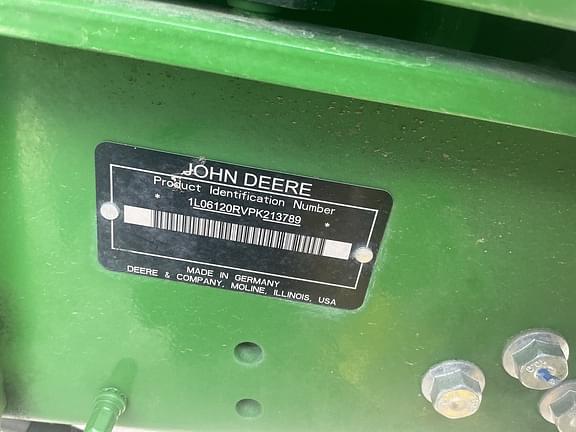 JOHN DEERE
Product Identification Number
* 1L06120RVPK213789 *
MADE IN GERMANY
DEERE & COMPANY, MOLINE, ILLINOIS, USA